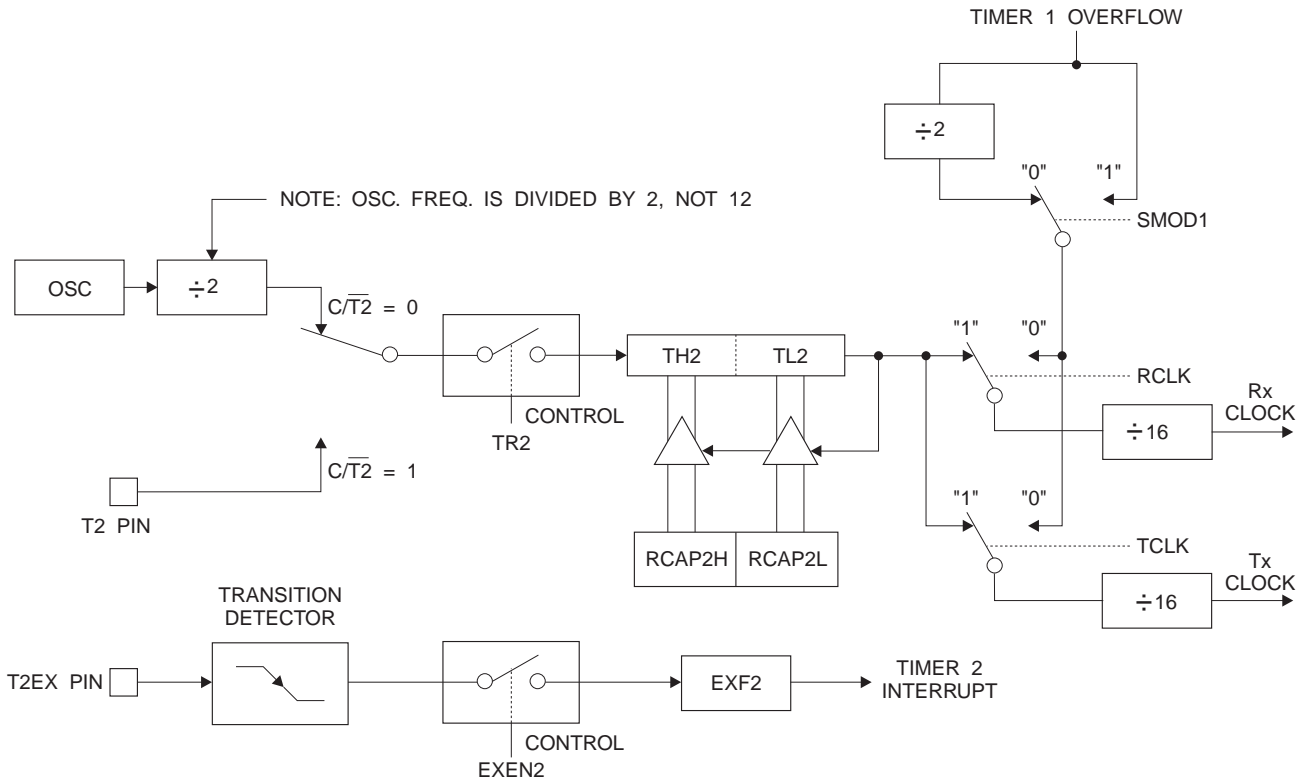 TIMER 1 OVERFLOW
÷2
"0" "1"
SMOD1
NOTE: OSC. FREQ. IS DIVIDED BY 2, NOT 12
OSC
÷2
C/T̅2̅ = 0
"1" "0"
TH2 TL2
RCLK
CONTROL
TR2
÷16
Rx
CLOCK
C/T̅2̅ = 1
T2 PIN
"1" "0"
RCAP2H RCAP2L
TCLK
÷16
Tx
CLOCK
TRANSITION
DETECTOR
T2EX PIN
EXF2
TIMER 2
INTERRUPT
CONTROL
EXEN2